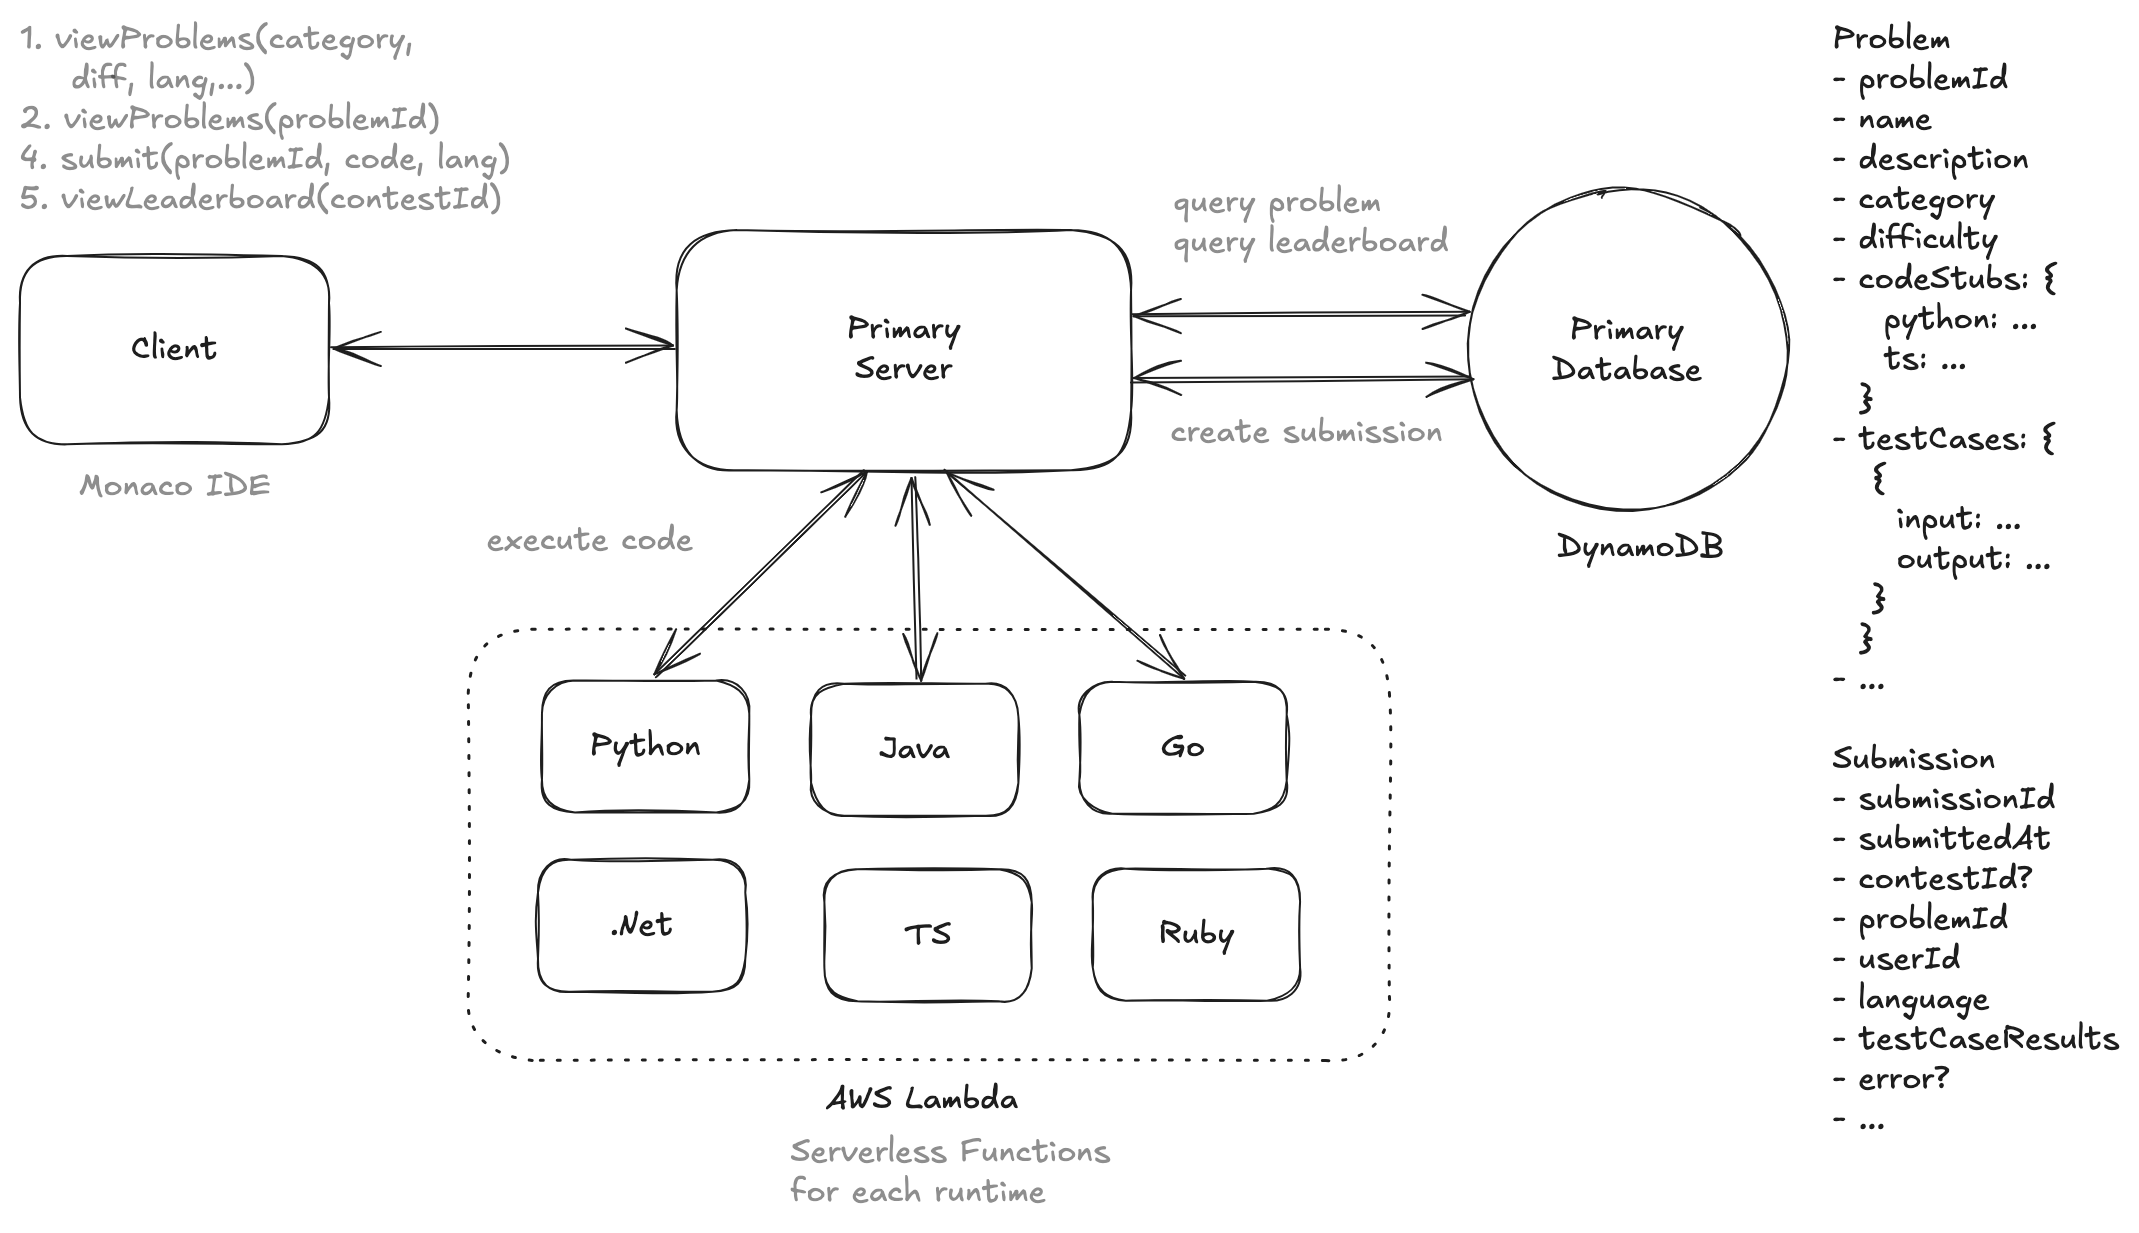 1. viewProblems(category,
diff, lang,...)
2. viewProblems(problemId)
4. submit(problemId, code, lang)
5. viewLeaderboard(contestId)
Client
Monaco IDE
Primary
Server
query problem
query leaderboard
create submission
Primary
Database
DynamoDB
execute code
Python
Java
Go
.Net
TS
Ruby
AWS Lambda
Serverless Functions
for each runtime
Problem
- problemId
- name
- description
- category
- difficulty
- codeStubs: {
python: ...
ts: ...
}
- testCases: {
{
input: ...
output: ...
}
}
- ...
Submission
- submissionId
- submittedAt
- contestId?
- problemId
- userId
- language
- testCaseResults
- error?
- ...